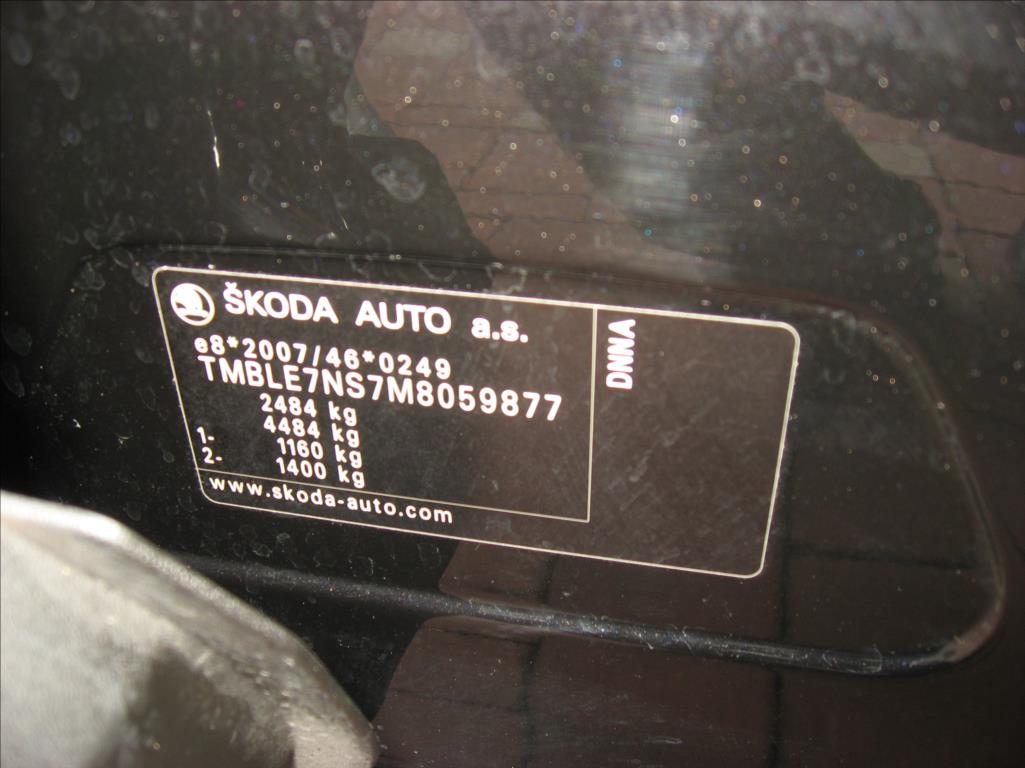 ŠKODA AUTO a.s.
e8*2007/46*0249
TMBLE7NS7M8059877
2484 kg
4484 kg
1- 1160 kg
2- 1400 kg
www.skoda-auto.com
DNNA